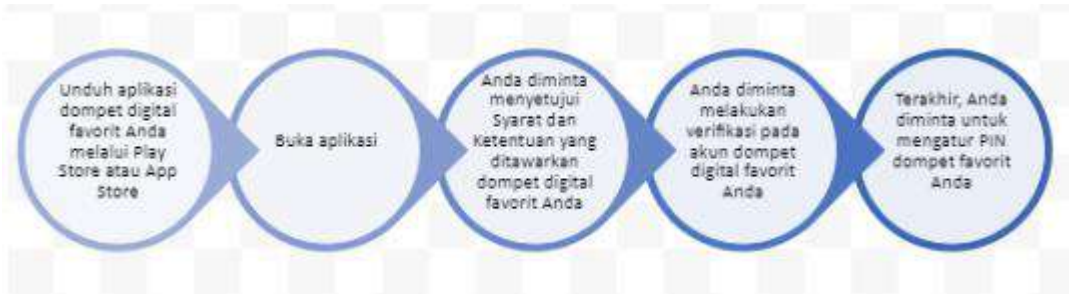 Unduh aplikasi
dompet digital
favorit Anda
melalui Play
Store atau App
Store
Buka aplikasi
Anda diminta
menyetujui
Syarat dan
Ketentuan yang
ditawarkan
dompet digital
favorit Anda
Anda diminta
melakukan
verifikasi pada
akun dompet
digital favorit
Anda
Terakhir, Anda
diminta untuk
mengatur PIN
dompet favorit
Anda